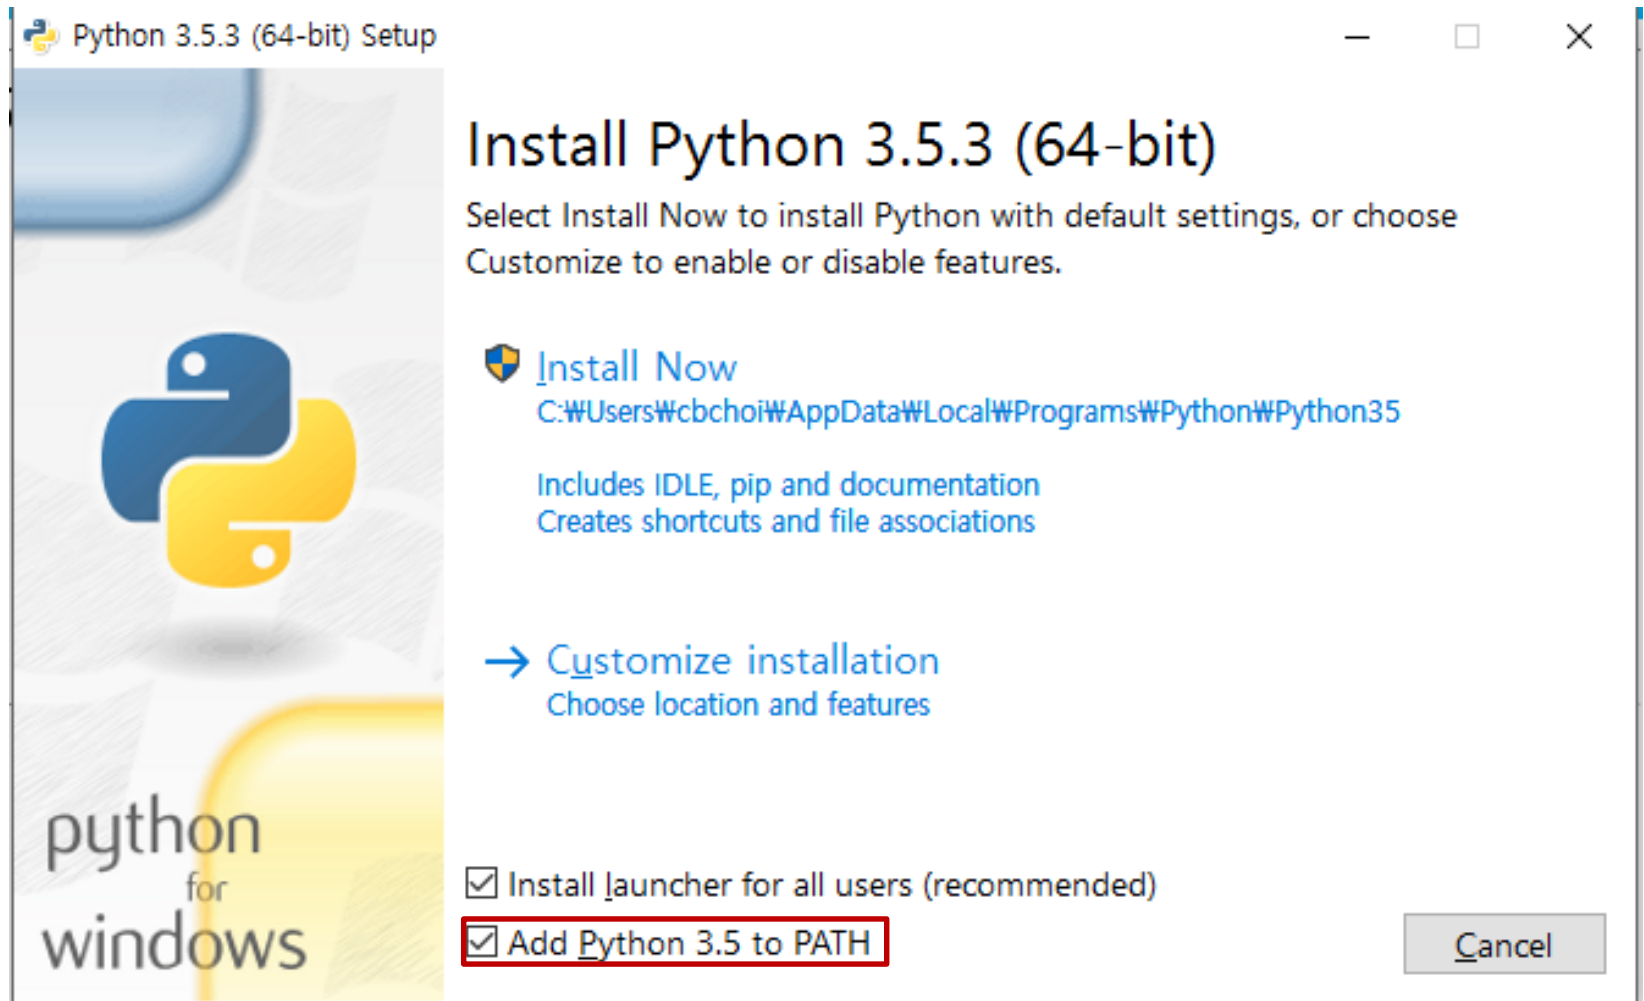 Python 3.5.3 (64-bit) Setup
Install Python 3.5.3 (64-bit)
Select Install Now to install Python with default settings, or choose
Customize to enable or disable features.
Install Now
C:₩Users₩cbchoi₩AppData₩Local₩Programs₩Python₩Python35
Includes IDLE, pip and documentation
Creates shortcuts and file associations
Customize installation
Choose location and features
python
for
windows
Install launcher for all users (recommended)
Add Python 3.5 to PATH
Cancel